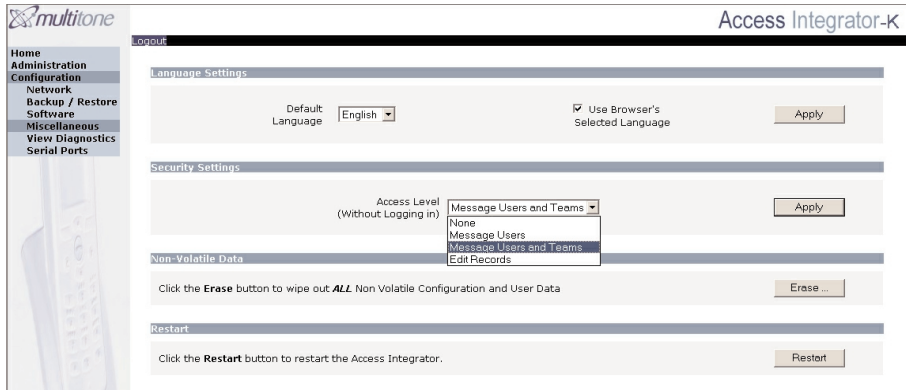 multitone
Access Integrator-K
Logout
Home
Administration
Configuration
Network
Backup / Restore
Software
Miscellaneous
View Diagnostics
Serial Ports
Language Settings
Default
Language
English
Use Browser's
Selected Language
Apply
Security Settings
Access Level
(Without Logging in)
Message Users and Teams
Apply
None
Message Users
Message Users and Teams
Edit Records
Non-Volatile Data
Click the Erase button to wipe out ALL Non Volatile Configuration and User Data
Erase ...
Restart
Click the Restart button to restart the Access Integrator.
Restart